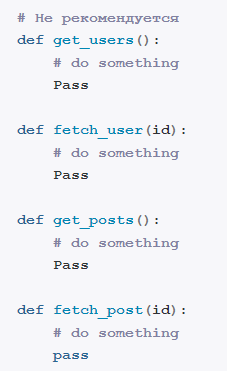 # Не рекомендуется
def get_users():
    # do something
    Pass

def fetch_user(id):
    # do something
    Pass

def get_posts():
    # do something
    Pass

def fetch_post(id):
    # do something
    pass